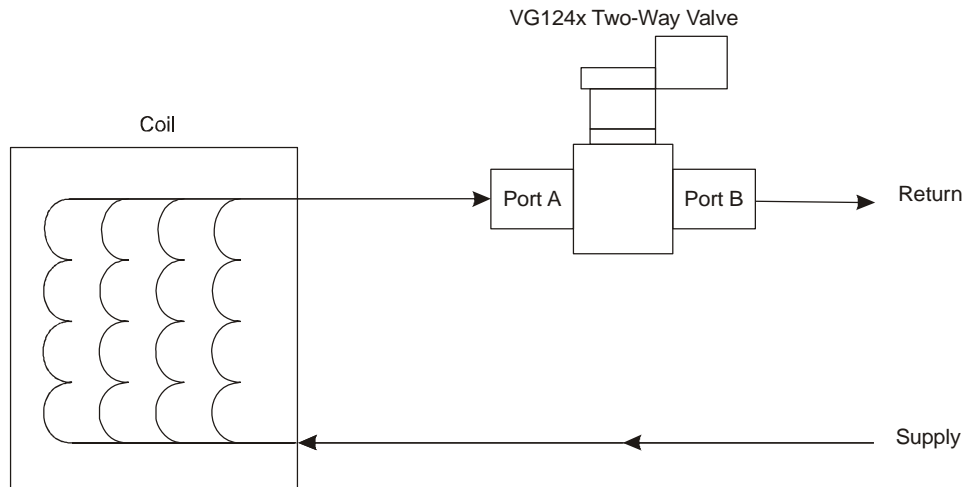 VG124x Two-Way Valve
Coil
Port A
Port B
Return
Supply